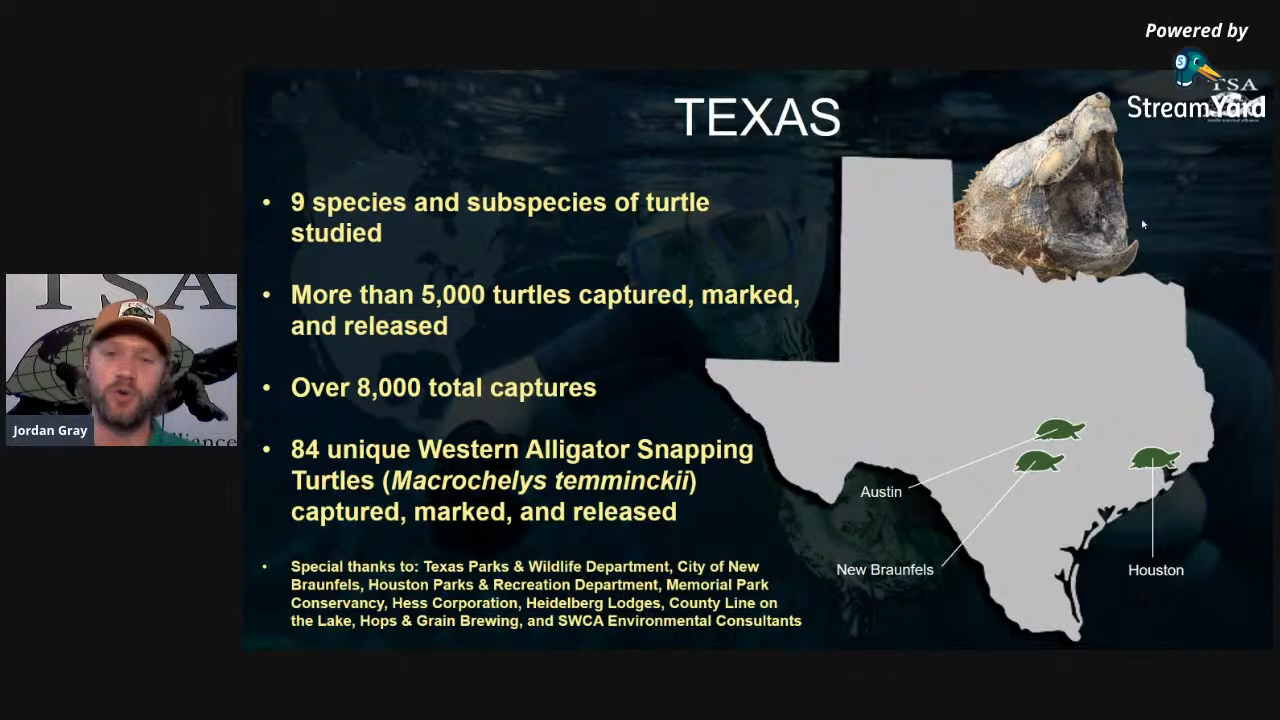 Powered by
StreamYard
TSA
TEXAS
• 9 species and subspecies of turtle
studied
• More than 5,000 turtles captured, marked,
and released
• Over 8,000 total captures
• 84 unique Western Alligator Snapping
Turtles (Macrochelys temminckii)
captured, marked, and released
• Special thanks to: Texas Parks & Wildlife Department, City of New
Braunfels, Houston Parks & Recreation Department, Memorial Park
Conservancy, Hess Corporation, Heidelberg Lodges, County Line on
the Lake, Hops & Grain Brewing, and SWCA Environmental Consultants
Austin
New Braunfels
Houston
TSA
TSA
Jordan Gray